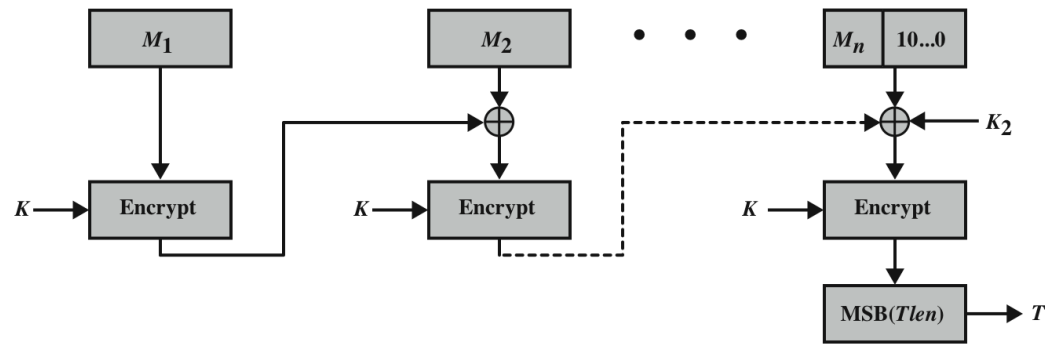 M1 M2 Mn 10...0
K2
K Encrypt K Encrypt K Encrypt
MSB(Tlen) T